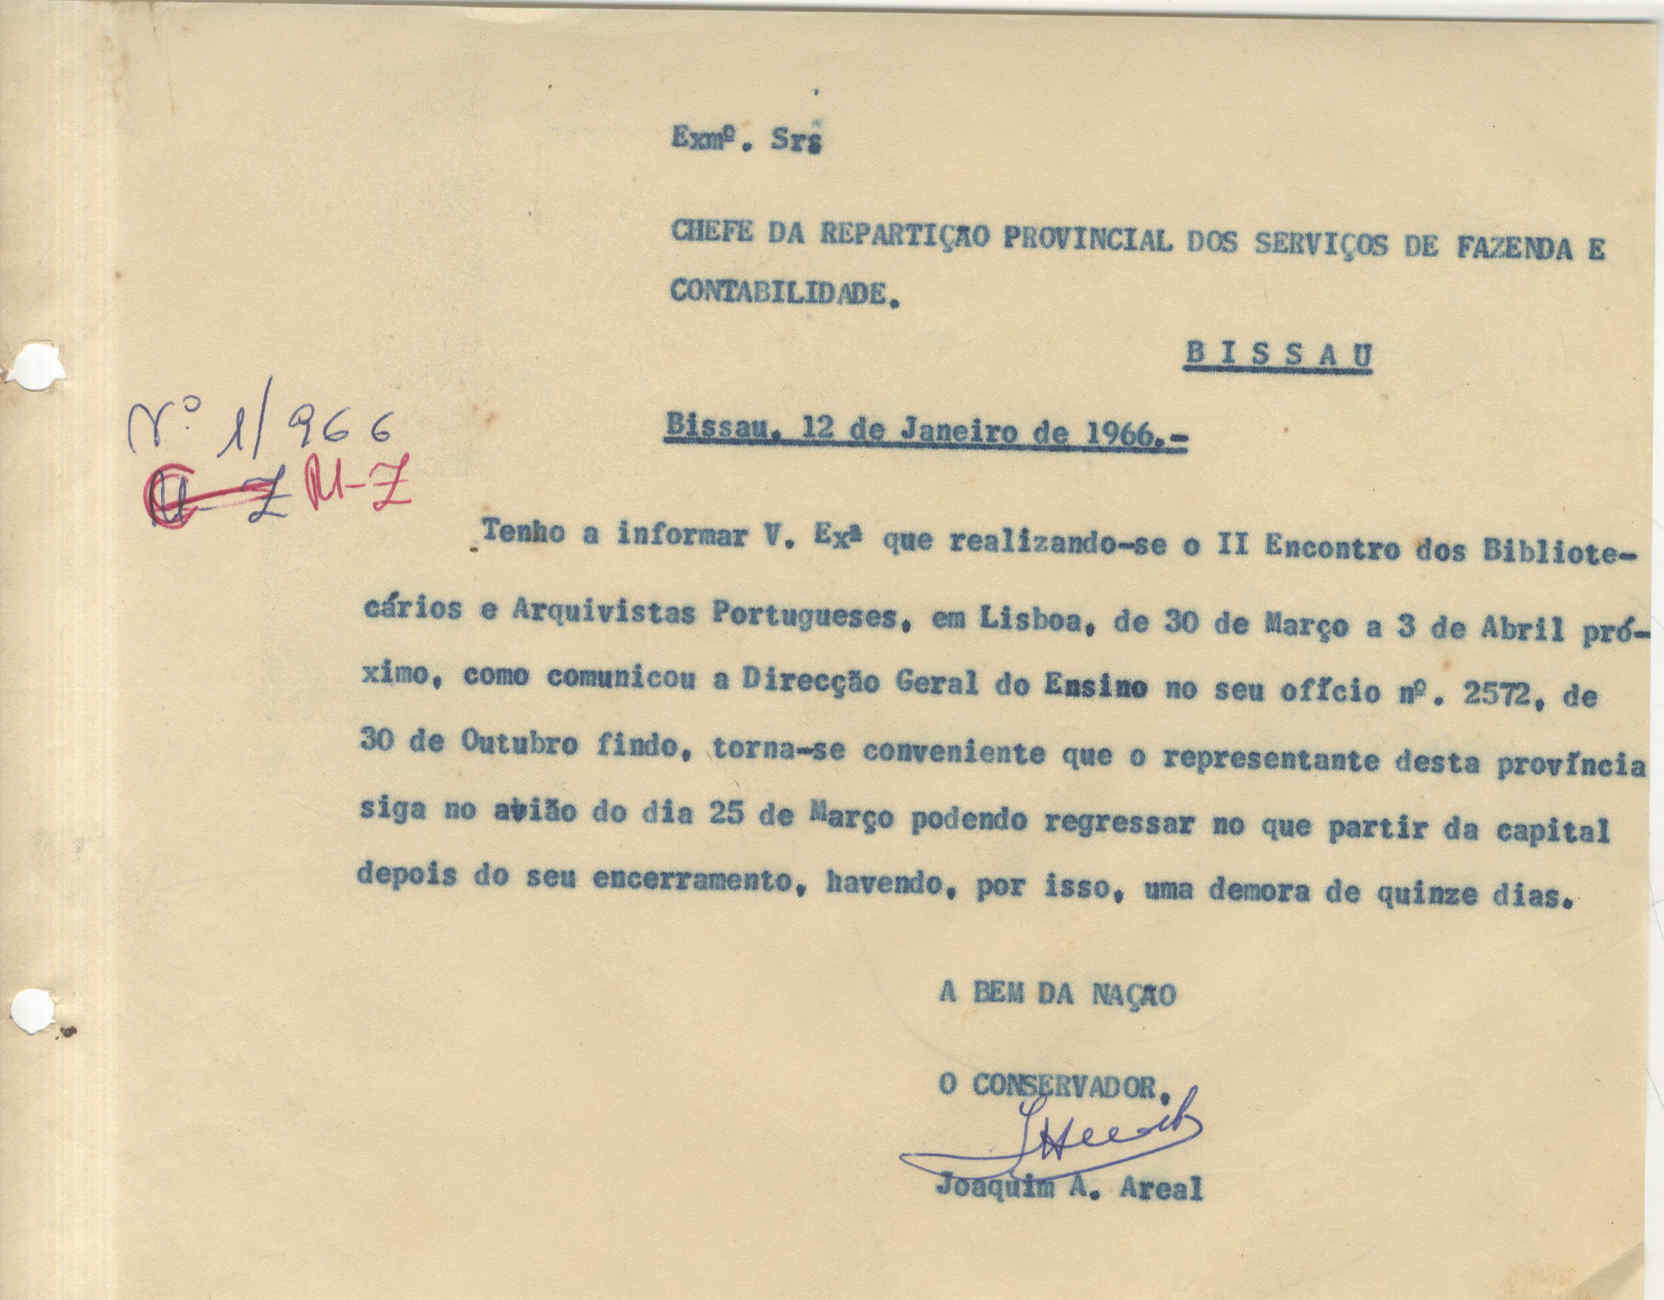 Exmº. Srs
CHEFE DA REPARTIÇÃO PROVINCIAL DOS SERVIÇOS DE FAZENDA E
CONTABILIDADE.
B I S S A U
Nº 1/966
M-Z
Bissau, 12 de Janeiro de 1966.-
Tenho a informar V. Exª que realizando-se o II Encontro dos Bibliote-
cários e Arquivistas Portugueses, em Lisboa, de 30 de Março a 3 de Abril pró-
ximo, como comunicou a Direcção Geral do Ensino no seu ofício nº. 2572, de
30 de Outubro findo, torna-se conveniente que o representante desta província
siga no avião do dia 25 de Março podendo regressar no que partir da capital
depois do seu encerramento, havendo, por isso, uma demora de quinze dias.
A BEM DA NAÇÃO
O CONSERVADOR,
Joaquim A. Areal